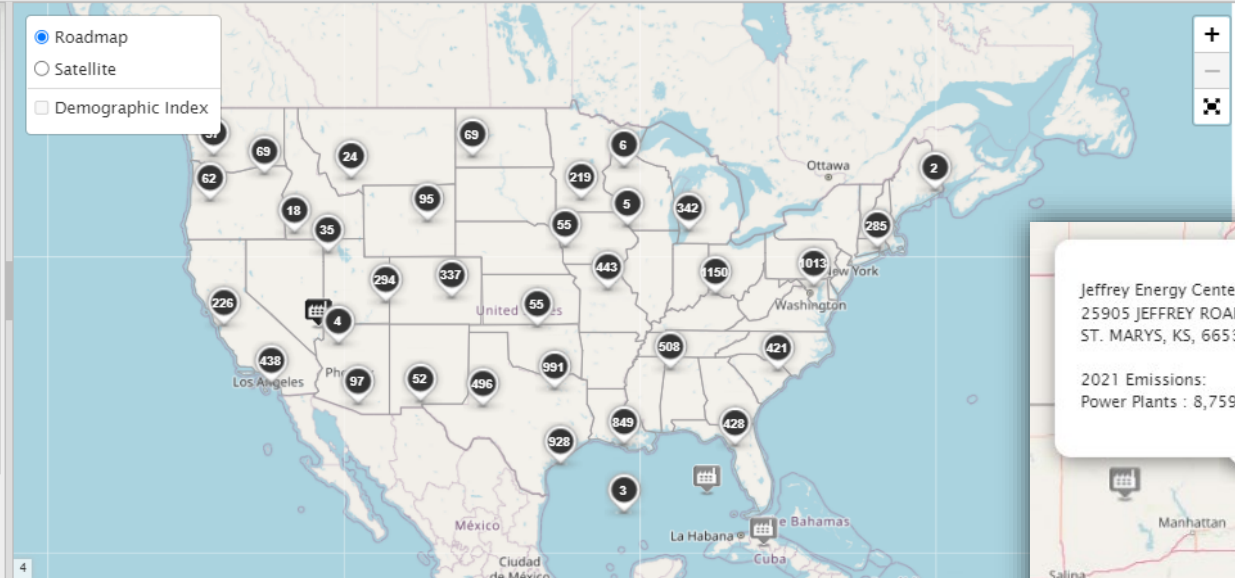 Roadmap
Satellite
Demographic Index
+
−
69
6
69
24
2
Ottawa
62
219
95
5
342
18
55
285
35
443
1013
1150
New York
294
337
226
United States
55
Washington
4
508
421
438
991
Los Angeles
97
52
496
849
428
928
3
La Habana
Bahamas
México
Cuba
Ciudad
de México
4
Jeffrey Energy Cente
25905 JEFFREY ROA
ST. MARYS, KS, 665
2021 Emissions:
Power Plants : 8,759
Manhattan
Salina